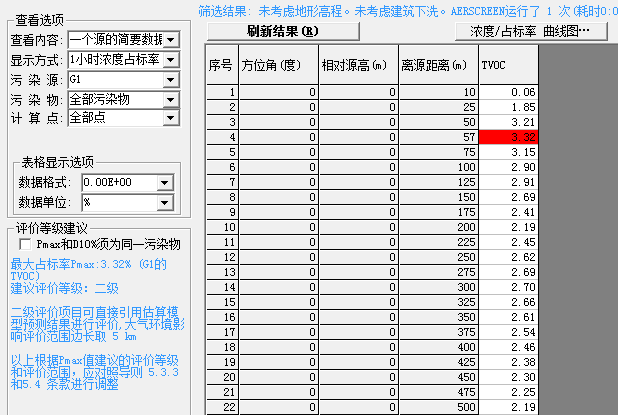 筛选结果: 未考虑地形高程。未考虑建筑下洗。AERSCREEN运行了 1 次(耗时0:0
查看选项
查看内容: 一个源的简要数据
显示方式: 1小时浓度占标率
污 染 源: G1
污 染 物: 全部污染物
计 算 点: 全部点
表格显示选项
数据格式: 0.00E+00
数据单位: %
评价等级建议
Pmax和D10%须为同一污染物
最大占标率Pmax:3.32% (G1的
TVOC)
建议评价等级: 二级
二级评价项目可直接引用估算模
型预测结果进行评价,大气环境影
响评价范围边长取 5 km
以上根据Pmax值建议的评价等级
和评价范围, 应对照导则 5.3.3
和5.4 条款进行调整
刷新结果(R) 浓度/占标率 曲线图…
序号 方位角(度) 相对源高(m) 离源距离(m) TVOC
1 0 0 10 0.06
2 0 0 25 1.85
3 0 0 50 3.21
4 0 0 57 3.32
5 0 0 75 3.15
6 0 0 100 2.90
7 0 0 125 2.91
8 0 0 150 2.69
9 0 0 175 2.41
10 0 0 200 2.19
11 0 0 225 2.45
12 0 0 250 2.62
13 0 0 275 2.69
14 0 0 300 2.70
15 0 0 325 2.66
16 0 0 350 2.61
17 0 0 375 2.54
18 0 0 400 2.46
19 0 0 425 2.38
20 0 0 450 2.30
21 0 0 475 2.25
22 0 0 500 2.19